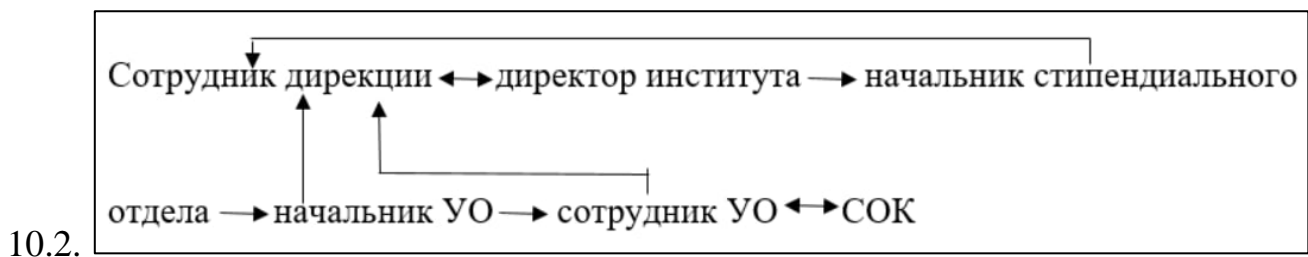 Сотрудник дирекции ↔ директор института → начальник стипендиального
отдела → начальник УО → сотрудник УО ↔ СОК
10.2.